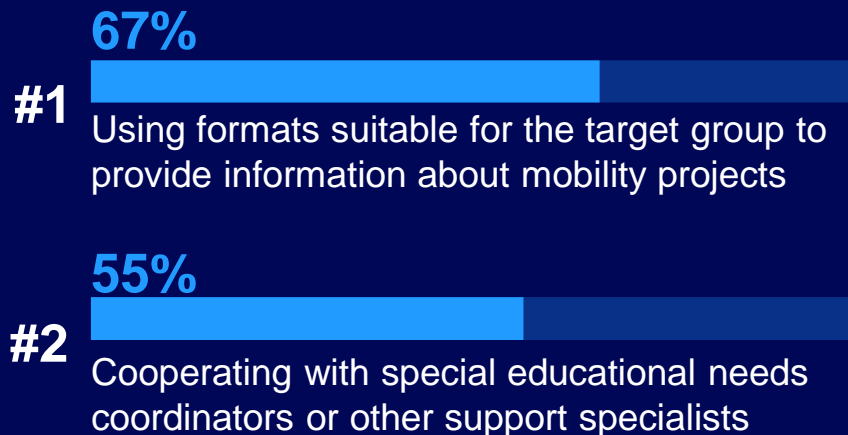 67%
#1
Using formats suitable for the target group to
provide information about mobility projects
55%
#2
Cooperating with special educational needs
coordinators or other support specialists